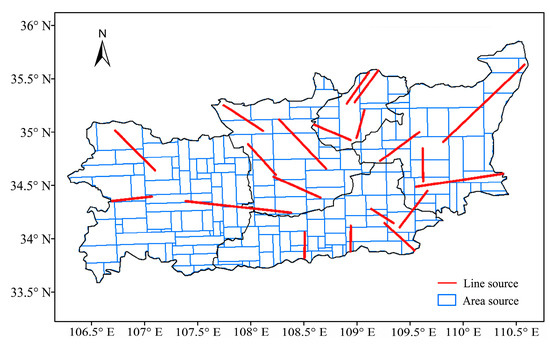 36° N
N
35.5° N
35° N
34.5° N
34° N
33.5° N
Line source
Area source
106.5° E 107° E 107.5° E 108° E 108.5° E 109° E 109.5° E 110° E 110.5° E